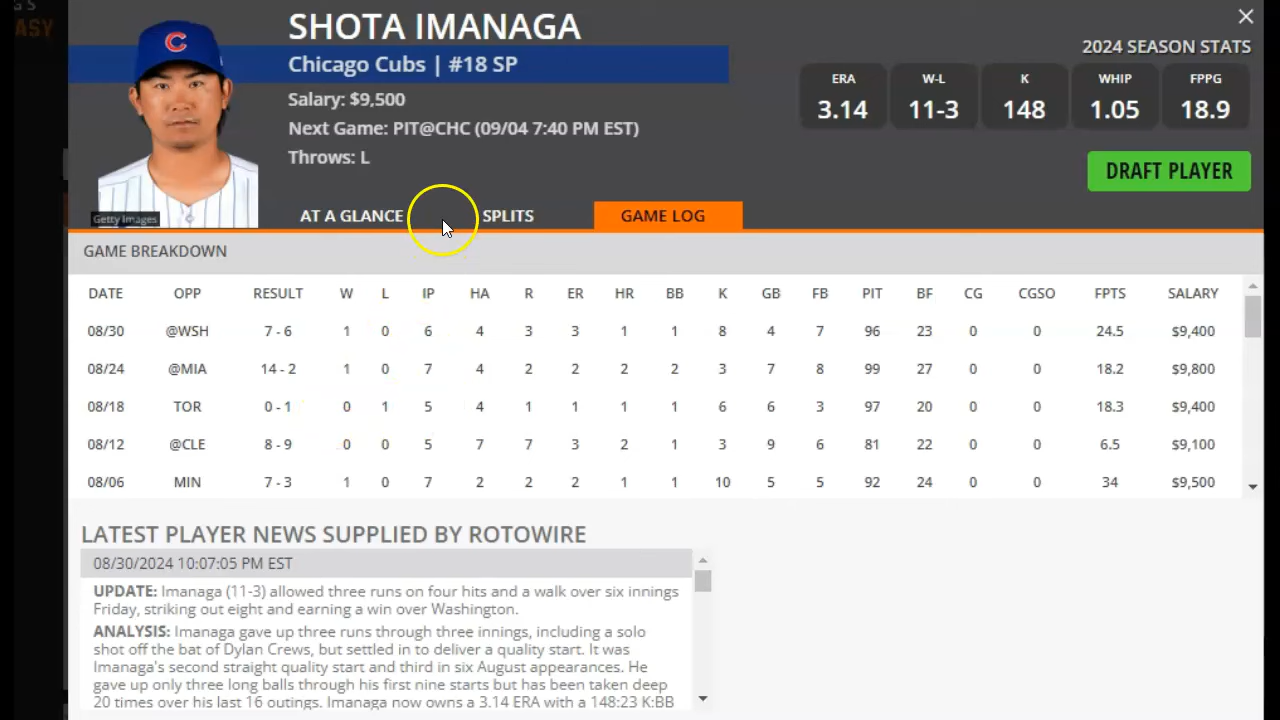 G'S
ASY
SHOTA IMANAGA
Chicago Cubs | #18 SP
Salary: $9,500
Next Game: PIT@CHC (09/04 7:40 PM EST)
Throws: L
C
Getty Images
2024 SEASON STATS
ERA W-L K WHIP FPPG
3.14 11-3 148 1.05 18.9
DRAFT PLAYER
AT A GLANCE SPLITS GAME LOG
GAME BREAKDOWN
DATE OPP RESULT W L IP HA R ER HR BB K GB FB PIT BF CG CGSO FPTS SALARY
08/30 @WSH 7 - 6 1 0 6 4 3 3 1 1 8 4 7 96 23 0 0 24.5 $9,400
08/24 @MIA 14 - 2 1 0 7 4 2 2 2 2 3 7 8 99 27 0 0 18.2 $9,800
08/18 TOR 0 - 1 0 1 5 4 1 1 1 1 6 6 3 97 20 0 0 18.3 $9,400
08/12 @CLE 8 - 9 0 0 5 7 7 3 2 1 3 9 6 81 22 0 0 6.5 $9,100
08/06 MIN 7 - 3 1 0 7 2 2 2 1 1 10 5 5 92 24 0 0 34 $9,500
LATEST PLAYER NEWS SUPPLIED BY ROTOWIRE
08/30/2024 10:07:05 PM EST
UPDATE: Imanaga (11-3) allowed three runs on four hits and a walk over six innings
Friday, striking out eight and earning a win over Washington.
ANALYSIS: Imanaga gave up three runs through three innings, including a solo
shot off the bat of Dylan Crews, but settled in to deliver a quality start. It was
Imanaga's second straight quality start and third in six August appearances. He
gave up only three long balls through his first nine starts but has been taken deep
20 times over his last 16 outings. Imanaga now owns a 3.14 ERA with a 148:23 K:BB